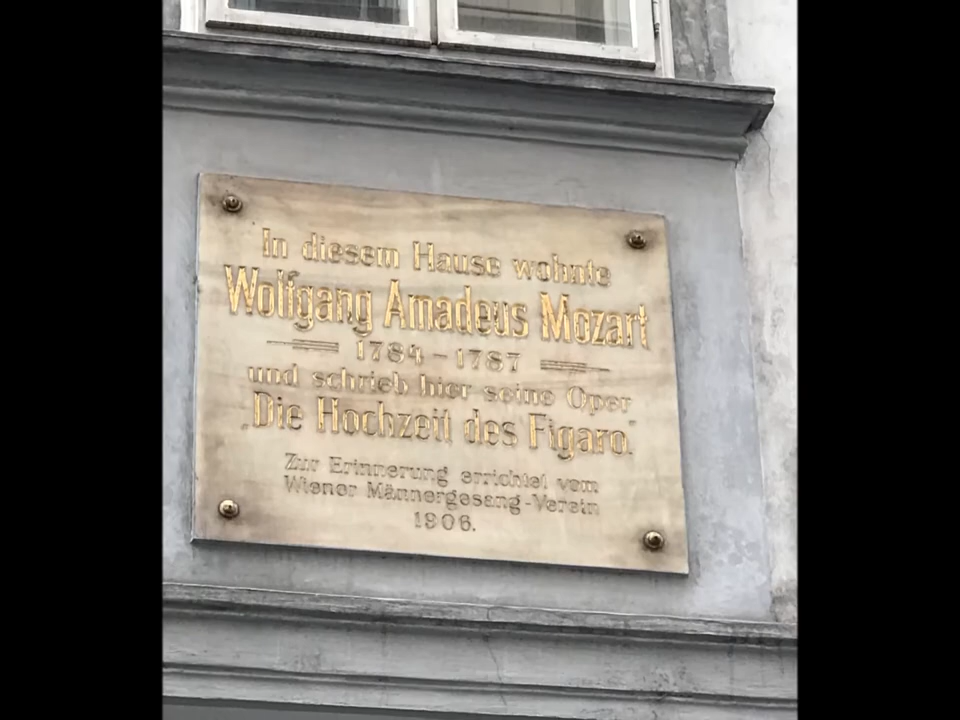 In diesem Hause wohnte
Wolfgang Amadeus Mozart
1784 - 1787
und schrieb hier seine Oper
„Die Hochzeit des Figaro."
Zur Erinnerung errichtet vom
Wiener Männergesang-Verein
1906.